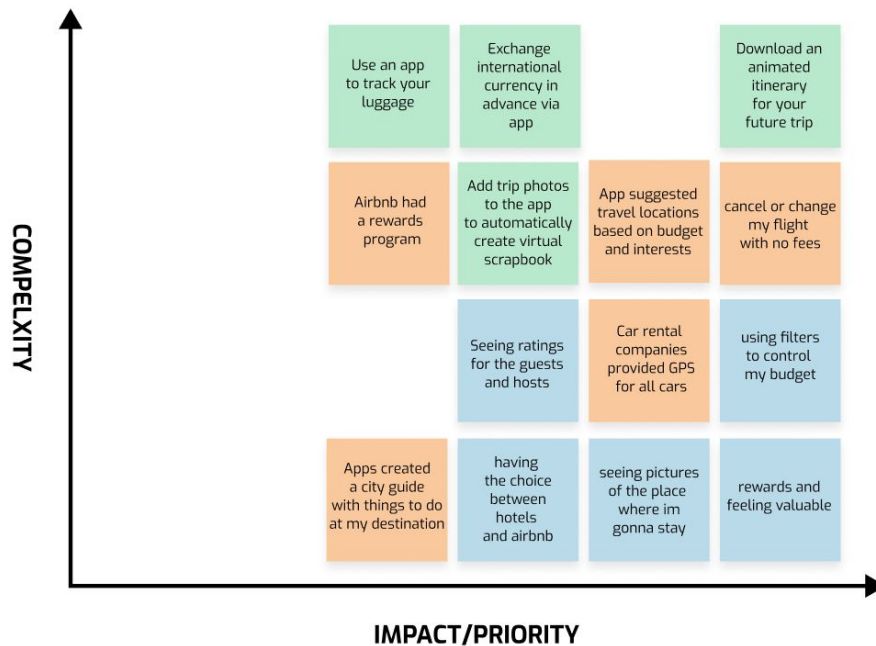 Use an app
to track your
luggage
Exchange
international
currency in
advance via
app
Download an
animated
itinerary
for your
future trip
Airbnb had
a rewards
program
Add trip photos
to the app
to automatically
create virtual
scrapbook
App suggested
travel locations
based on budget
and interests
cancel or change
my flight
with no fees
COMPELXITY
Seeing ratings
for the guests
and hosts
Car rental
companies
provided GPS
for all cars
using filters
to control
my budget
Apps created
a city guide
with things to do
at my destination
having
the choice
between
hotels
and airbnb
seeing pictures
of the place
where im
gonna stay
rewards and
feeling valuable
IMPACT/PRIORITY